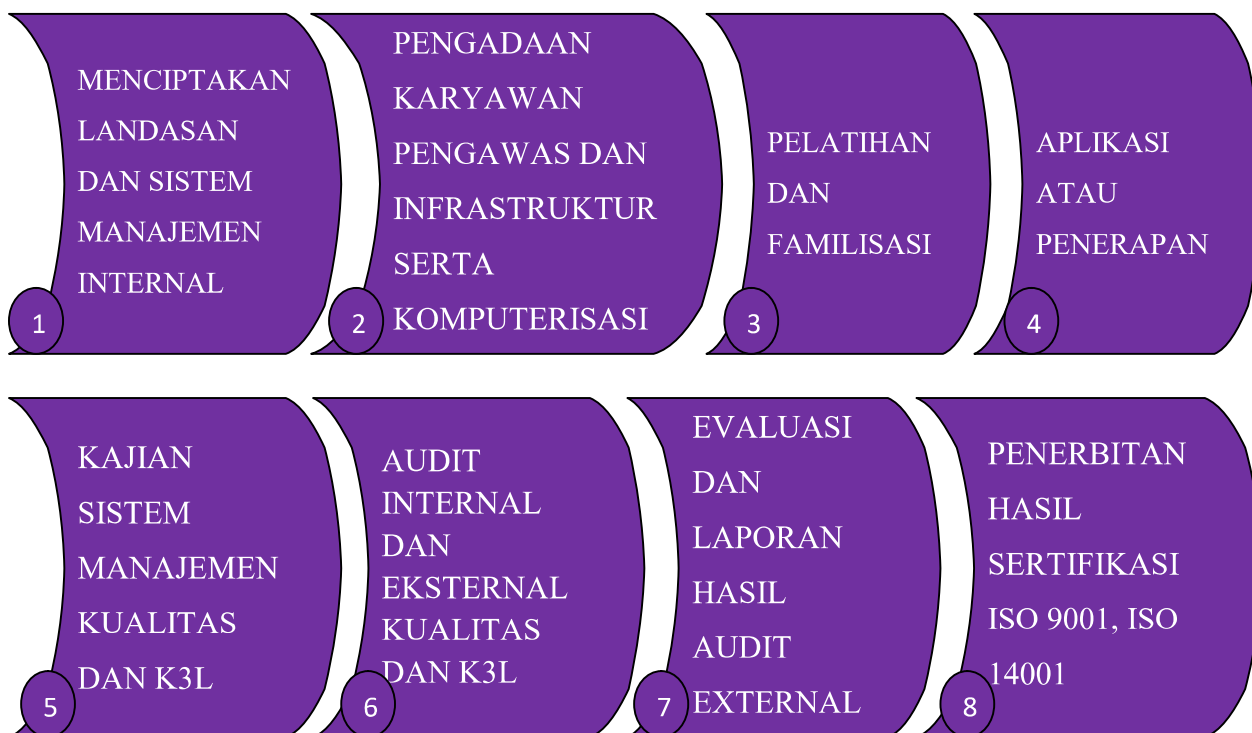 MENCIPTAKAN
LANDASAN
DAN SISTEM
MANAJEMEN
INTERNAL
1
PENGADAAN
KARYAWAN
PENGAWAS DAN
INFRASTRUKTUR
SERTA
KOMPUTERISASI
2
PELATIHAN
DAN
FAMILISASI
3
APLIKASI
ATAU
PENERAPAN
4
KAJIAN
SISTEM
MANAJEMEN
KUALITAS
DAN K3L
5
AUDIT
INTERNAL
DAN
EKSTERNAL
KUALITAS
DAN K3L
6
EVALUASI
DAN
LAPORAN
HASIL
AUDIT
EXTERNAL
7
PENERBITAN
HASIL
SERTIFIKASI
ISO 9001, ISO
14001
8